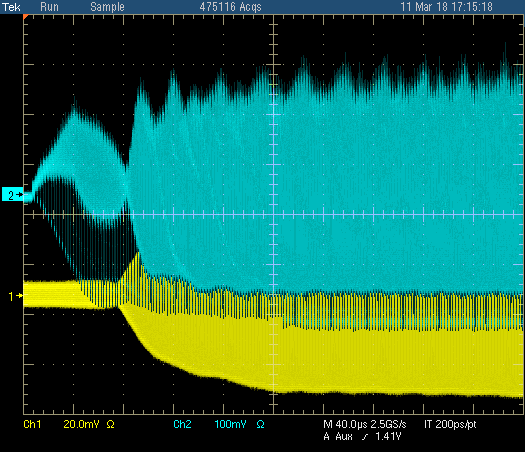 Tek Run Sample 475116 Acqs 11 Mar 18 17:15:18
2
1
Ch1 20.0mV Ω Ch2 100mV Ω M 40.0µs 2.5GS/s IT 200ps/pt
A Aux ∕ 1.41V